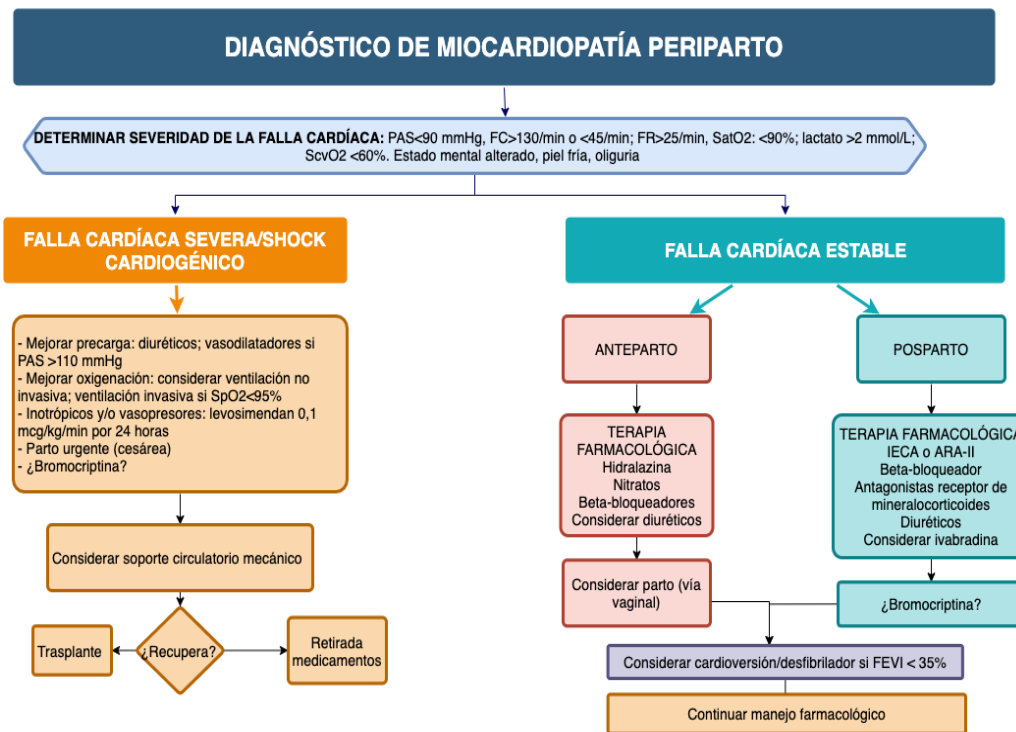 DIAGNÓSTICO DE MIOCARDIOPATÍA PERIPARTO
DETERMINAR SEVERIDAD DE LA FALLA CARDÍACA: PAS<90 mmHg, FC>130/min o <45/min; FR>25/min, SatO2: <90%; lactato >2 mmol/L;
ScvO2 <60%. Estado mental alterado, piel fría, oliguria
FALLA CARDÍACA SEVERA/SHOCK
CARDIOGÉNICO
- Mejorar precarga: diuréticos; vasodilatadores si
PAS >110 mmHg
- Mejorar oxigenación: considerar ventilación no
invasiva; ventilación invasiva si SpO2<95%
- Inotrópicos y/o vasopresores: levosimendan 0,1
mcg/kg/min por 24 horas
- Parto urgente (cesárea)
- ¿Bromocriptina?
Considerar soporte circulatorio mecánico
¿Recupera?
Trasplante
Retirada
medicamentos
FALLA CARDÍACA ESTABLE
ANTEPARTO
TERAPIA
FARMACOLÓGICA
Hidralazina
Nitratos
Beta-bloqueadores
Considerar diuréticos
Considerar parto (vía
vaginal)
POSPARTO
TERAPIA FARMACOLÓGICA
IECA o ARA-II
Beta-bloqueador
Antagonistas receptor de
mineralocorticoides
Diuréticos
Considerar ivabradina
¿Bromocriptina?
Considerar cardioversión/desfibrilador si FEVI < 35%
Continuar manejo farmacológico